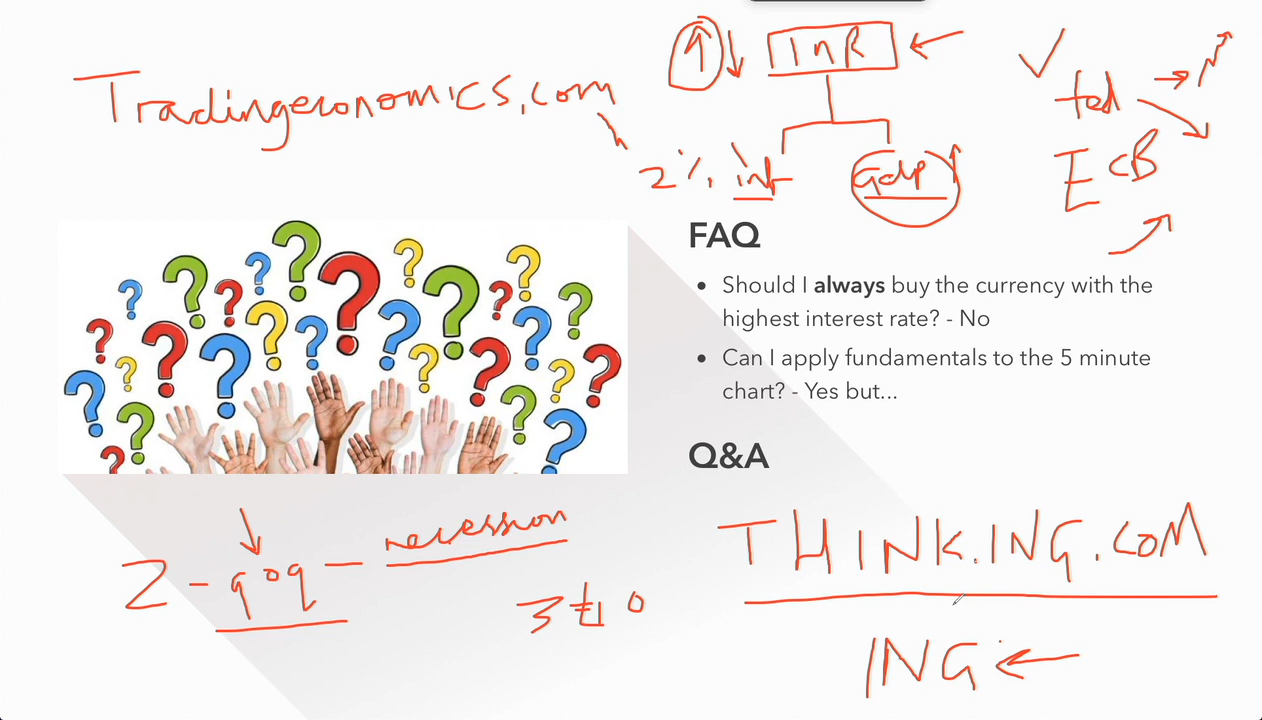 Tradingeconomics.com
InR
fed
ECB
2% inf
Gdp
FAQ
• Should I always buy the currency with the
highest interest rate? - No
• Can I apply fundamentals to the 5 minute
chart? - Yes but...
Q&A
2 - qoq - recession
THINK.ING.COM
ING